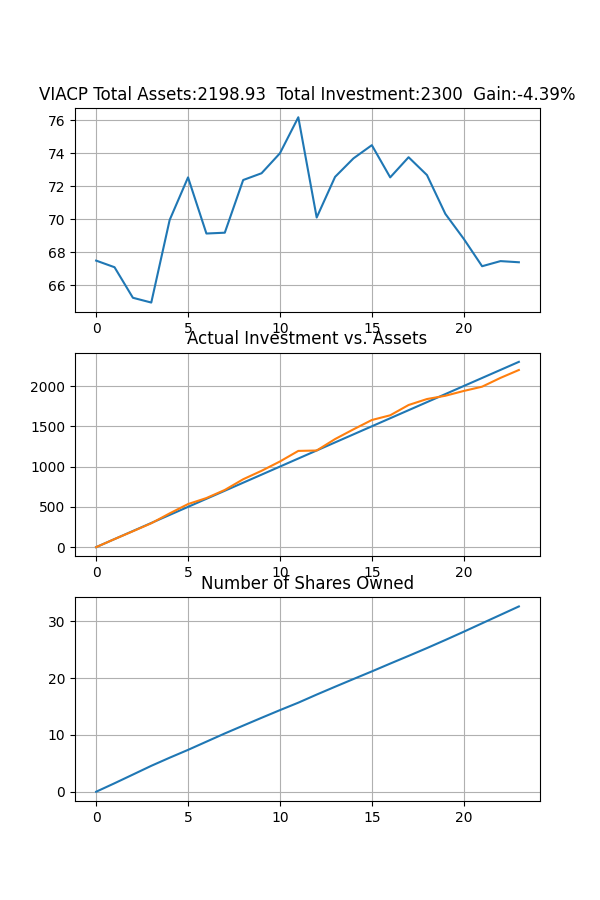 VIACP Total Assets:2198.93  Total Investment:2300  Gain:-4.39%
76
74
72
70
68
66
0 5 10 15 20
Actual Investment vs. Assets
2000
1500
1000
500
0
0 5 10 15 20
Number of Shares Owned
30
20
10
0
0 5 10 15 20